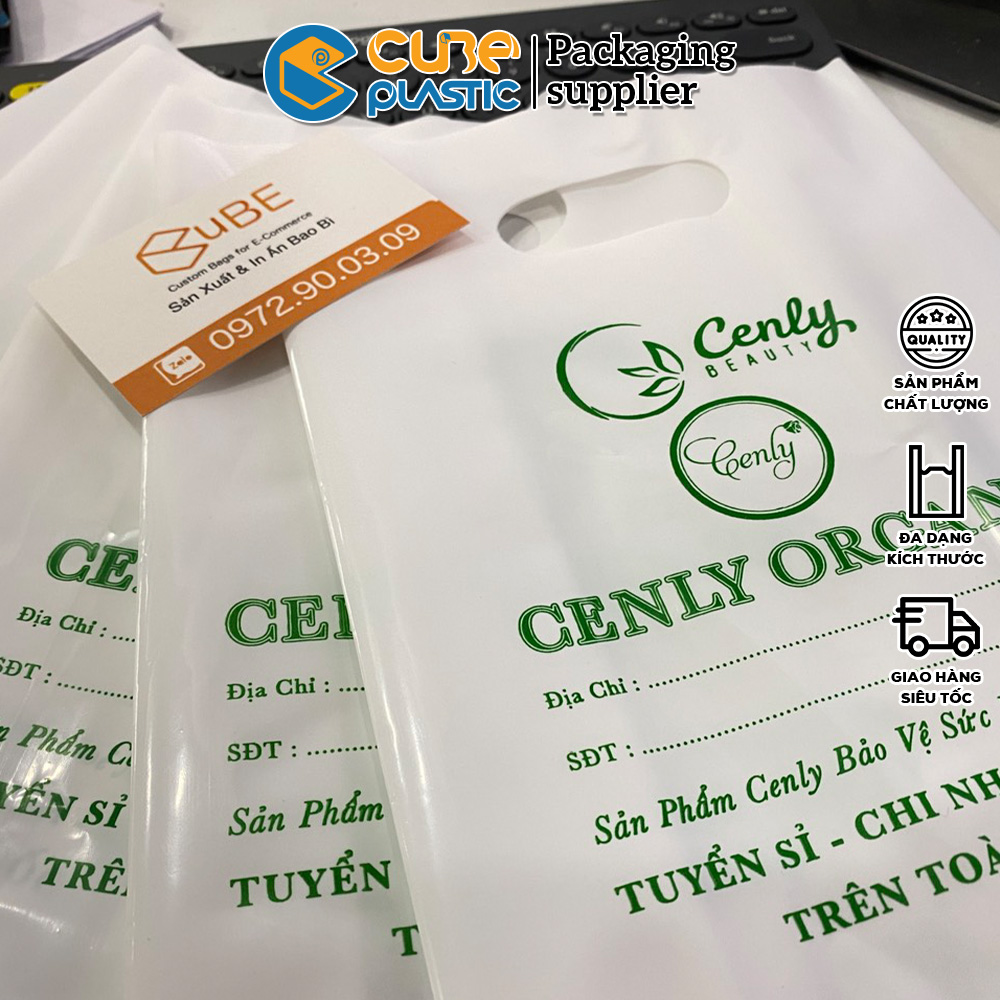 CUBE PLASTIC
Packaging supplier
CUBE
Custom Bags for E-Commerce
Sản Xuất & In Ấn Bao Bì
Zalo
0972.90.03.09
Cenly
BEAUTY
Cenly
CENLY ORGAN
Địa Chỉ : ........................
SĐT : ........................
Sản Phẩm Cenly Bảo Vệ Sức
TUYỂN SỈ - CHI NH
TRÊN TOÀ
CEN
Địa Chỉ : ....
SĐT : ............
Sản Phẩm
TUYỂN
T
CE
Địa Chỉ : ....
SĐT : ............
Phẩm
YỂN SỈ
TRÊ
QUALITY
SẢN PHẨM
CHẤT LƯỢNG
ĐA DẠNG
KÍCH THƯỚC
GIAO HÀNG
SIÊU TỐC